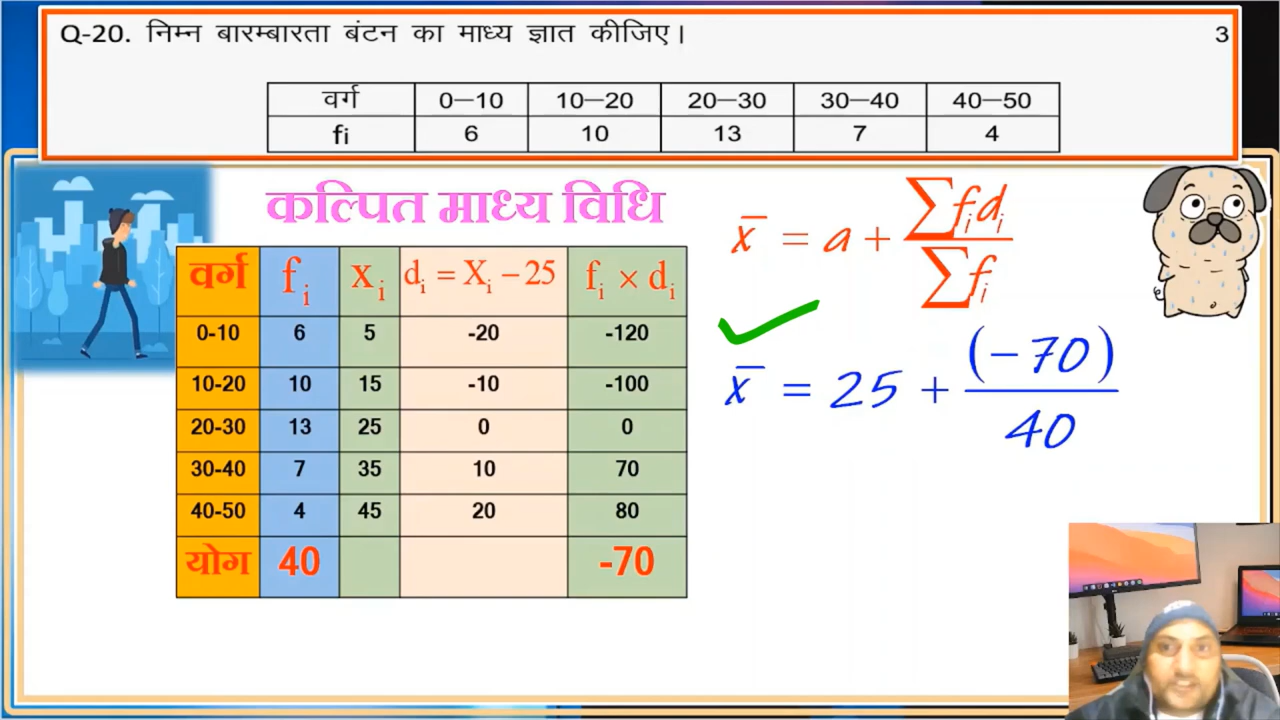 Q-20. निम्न बारम्बारता बंटन का माध्य ज्ञात कीजिए। 3
वर्ग 0—10 10—20 20—30 30—40 40—50
fi 6 10 13 7 4
कल्पित माध्य विधि
वर्ग fᵢ xᵢ dᵢ = Xᵢ − 25 fᵢ × dᵢ
0-10 6 5 -20 -120
10-20 10 15 -10 -100
20-30 13 25 0 0
30-40 7 35 10 70
40-50 4 45 20 80
योग 40 -70
x̄ = a + ∑fᵢdᵢ / ∑fᵢ
x̄ = 25 + (−70) / 40